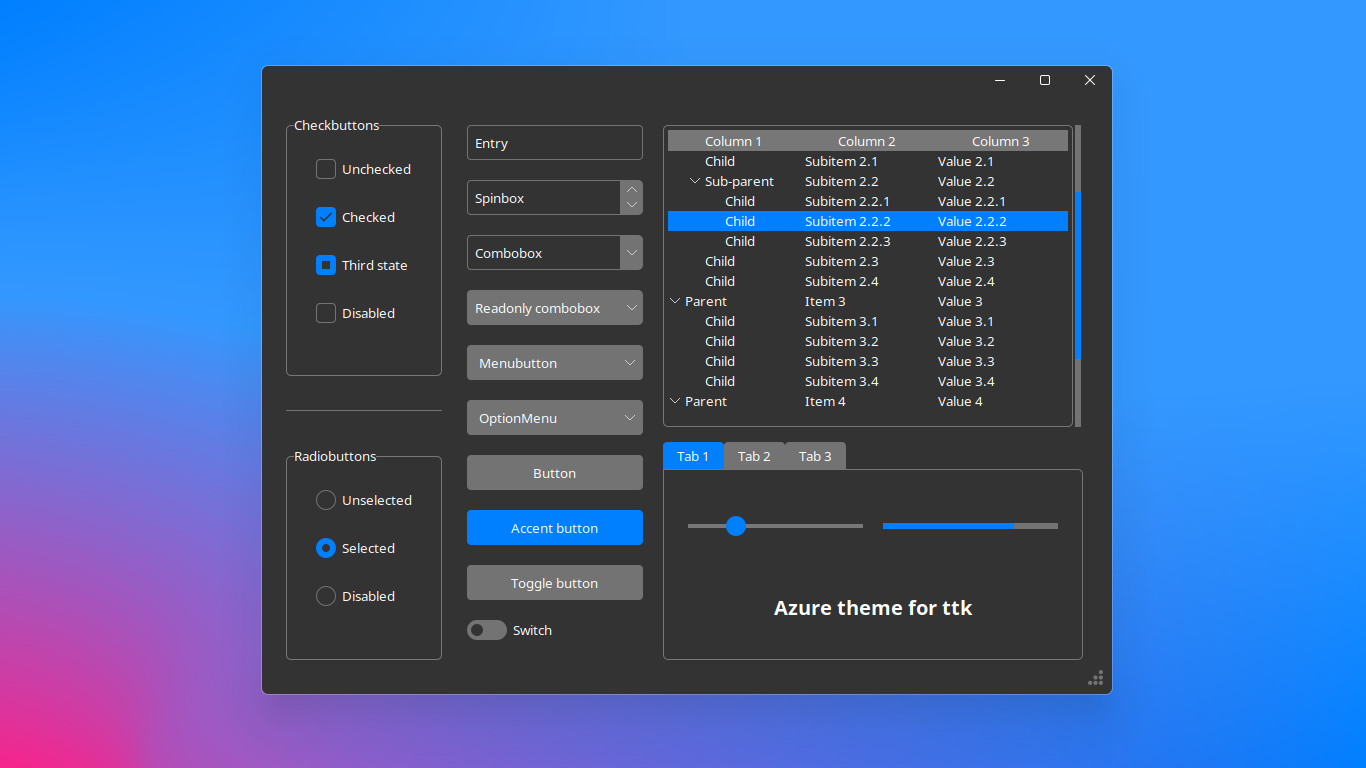 Checkbuttons
Unchecked
Checked
Third state
Disabled
Radiobuttons
Unselected
Selected
Disabled
Entry
Spinbox
Combobox
Readonly combobox
Menubutton
OptionMenu
Button
Accent button
Toggle button
Switch
Column 1 Column 2 Column 3
Child Subitem 2.1 Value 2.1
Sub-parent Subitem 2.2 Value 2.2
Child Subitem 2.2.1 Value 2.2.1
Child Subitem 2.2.2 Value 2.2.2
Child Subitem 2.2.3 Value 2.2.3
Child Subitem 2.3 Value 2.3
Child Subitem 2.4 Value 2.4
Parent Item 3 Value 3
Child Subitem 3.1 Value 3.1
Child Subitem 3.2 Value 3.2
Child Subitem 3.3 Value 3.3
Child Subitem 3.4 Value 3.4
Parent Item 4 Value 4
Tab 1 Tab 2 Tab 3
Azure theme for ttk